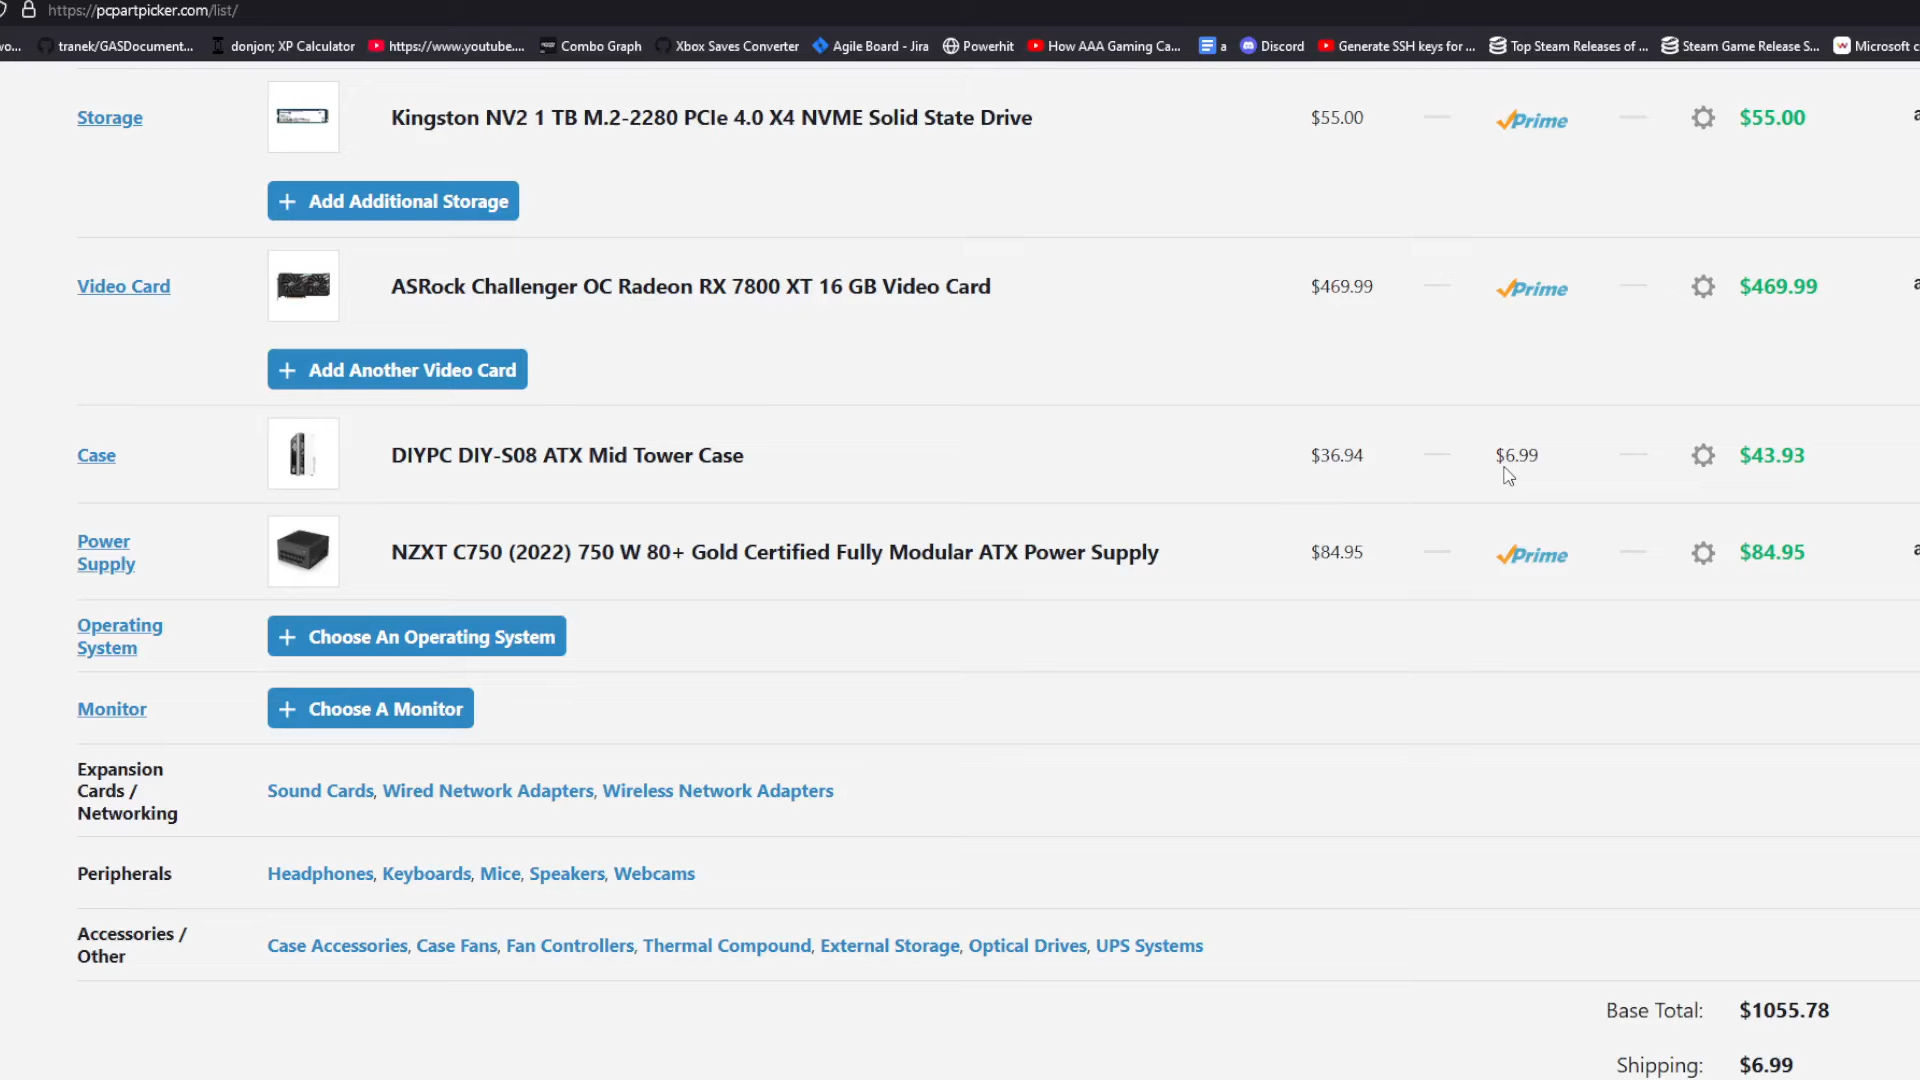 https://pcpartpicker.com/list/
wo... tranek/GASDocument... donjon; XP Calculator https://www.youtube.... Combo Graph Xbox Saves Converter Agile Board - Jira Powerhit How AAA Gaming Ca... a Discord Generate SSH keys for ... Top Steam Releases of ... Steam Game Release S... Microsoft c
Storage Kingston NV2 1 TB M.2-2280 PCIe 4.0 X4 NVME Solid State Drive $55.00 — Prime — $55.00
+ Add Additional Storage
Video Card ASRock Challenger OC Radeon RX 7800 XT 16 GB Video Card $469.99 — Prime — $469.99
+ Add Another Video Card
Case DIYPC DIY-S08 ATX Mid Tower Case $36.94 — $6.99 — $43.93
Power
Supply
NZXT C750 (2022) 750 W 80+ Gold Certified Fully Modular ATX Power Supply $84.95 — Prime — $84.95
Operating
System
+ Choose An Operating System
Monitor + Choose A Monitor
Expansion
Cards /
Networking
Sound Cards, Wired Network Adapters, Wireless Network Adapters
Peripherals Headphones, Keyboards, Mice, Speakers, Webcams
Accessories /
Other
Case Accessories, Case Fans, Fan Controllers, Thermal Compound, External Storage, Optical Drives, UPS Systems
Base Total: $1055.78
Shipping: $6.99